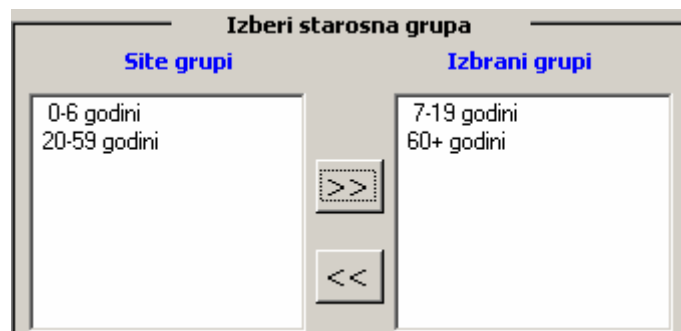 Izberi starosna grupa
Site grupi
Izbrani grupi
0-6 godini
20-59 godini
7-19 godini
60+ godini
>>
<<